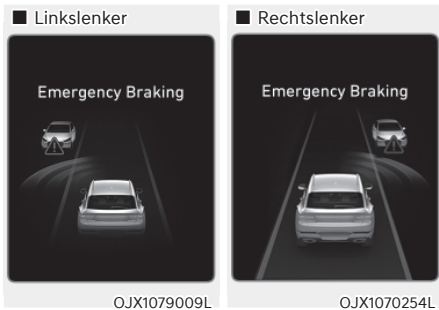 ■ Linkslenker
Emergency Braking
OJX1079009L
■ Rechtslenker
Emergency Braking
OJX1070254L